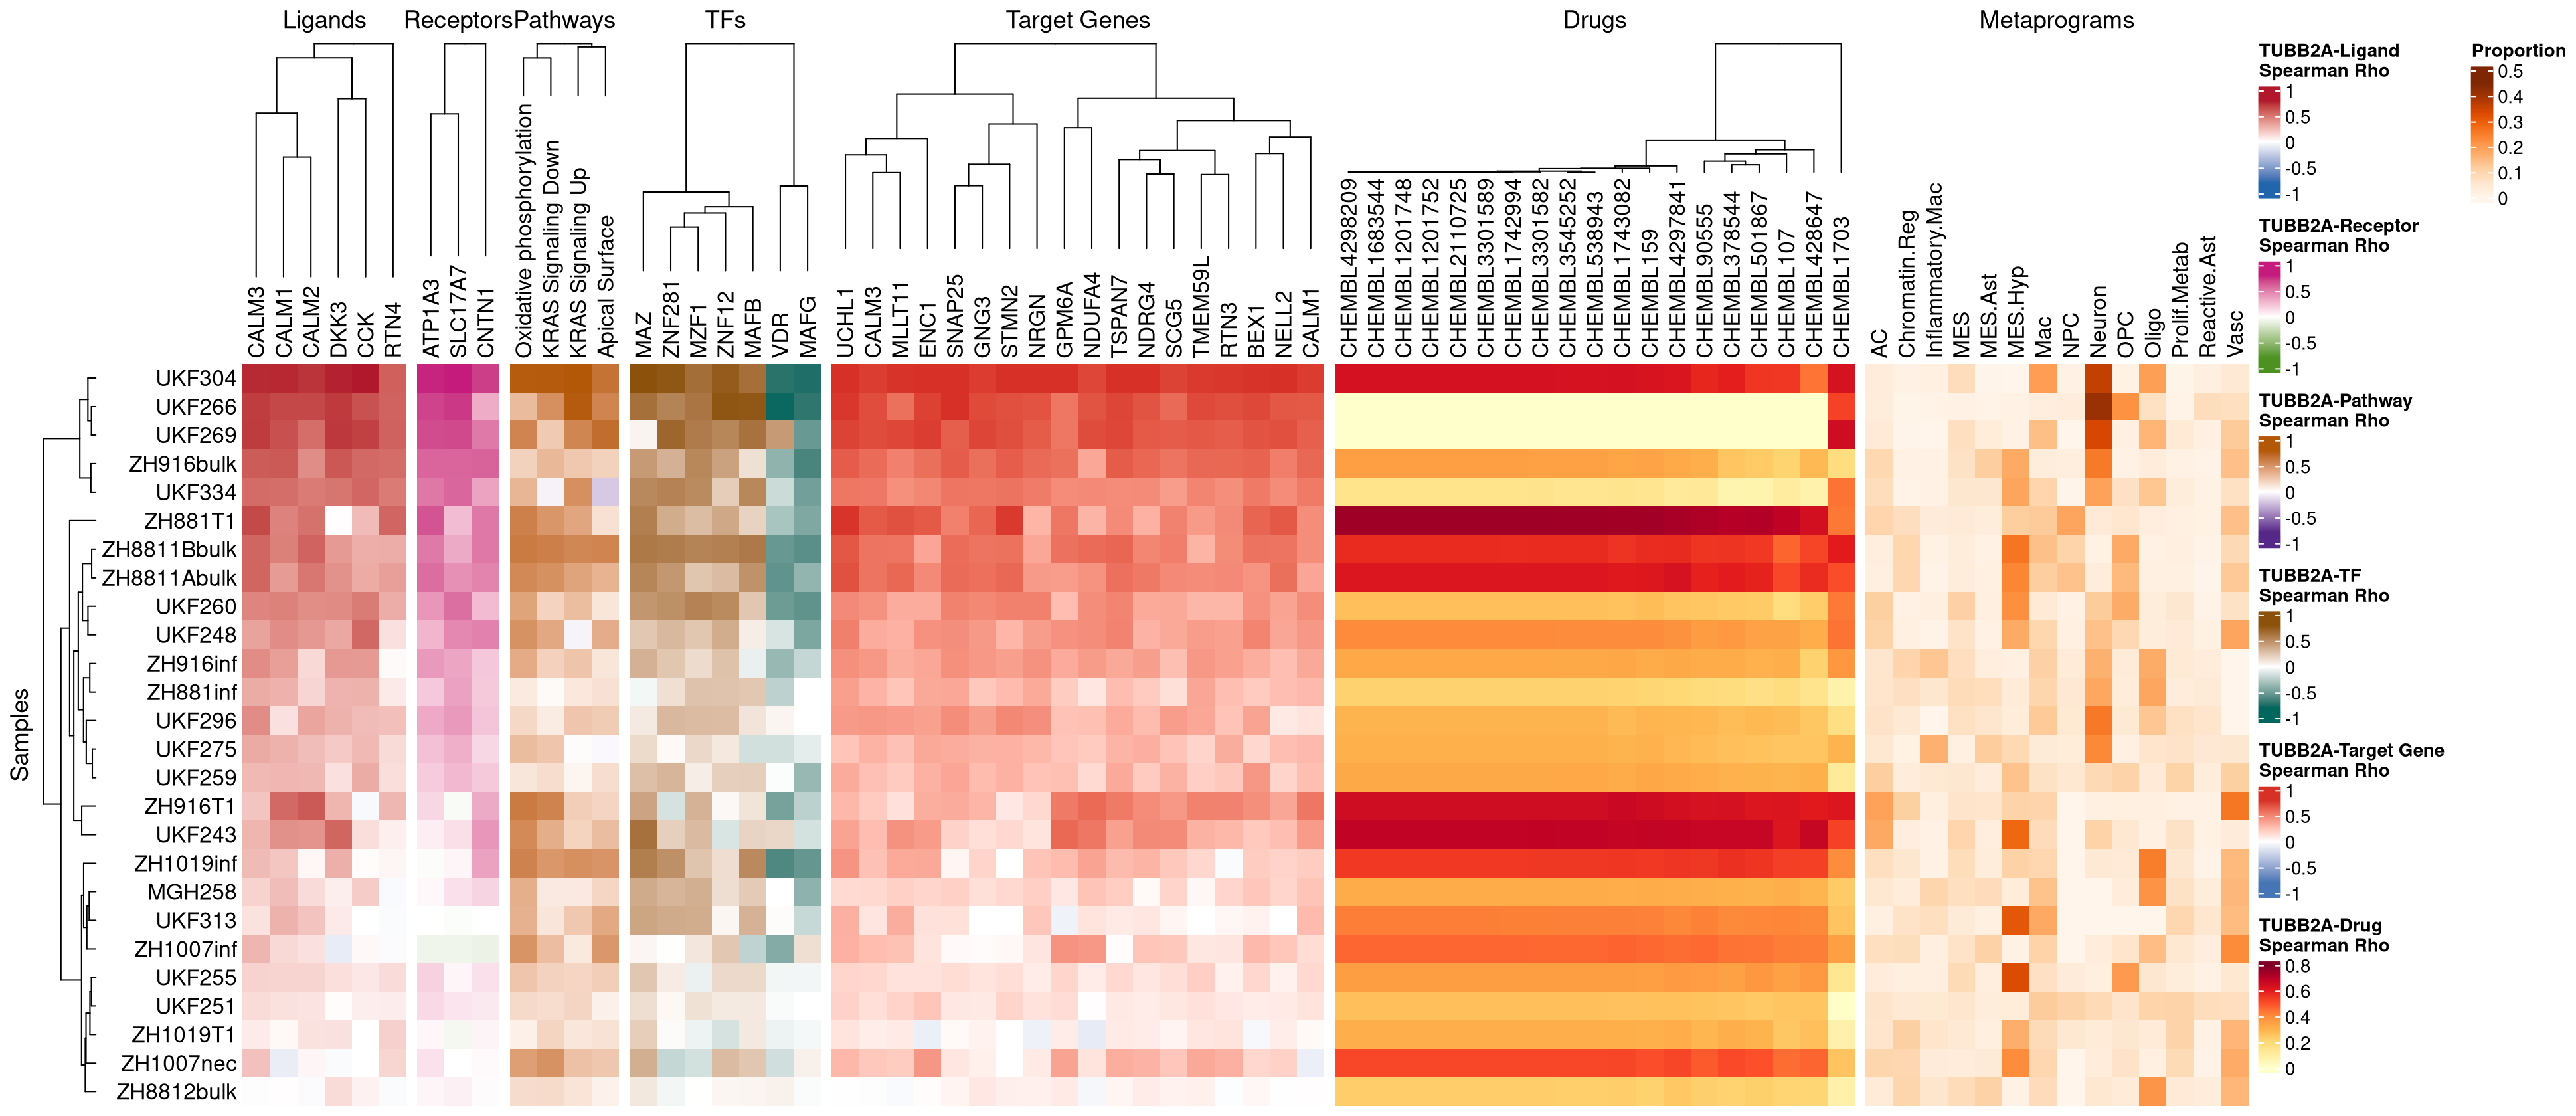 Ligands Receptors Pathways TFs Target Genes Drugs Metaprograms
CALM3
CALM1
CALM2
DKK3
CCK
RTN4
ATP1A3
SLC17A7
CNTN1
Oxidative phosphorylation
KRAS Signaling Down
KRAS Signaling Up
Apical Surface
MAZ
ZNF281
MZF1
ZNF12
MAFB
VDR
MAFG
UCHL1
CALM3
MLLT11
ENC1
SNAP25
GNG3
STMN2
NRGN
GPM6A
NDUFA4
TSPAN7
NDRG4
SCG5
TMEM59L
RTN3
BEX1
NELL2
CALM1
CHEMBL4298209
CHEMBL1683544
CHEMBL1201748
CHEMBL1201752
CHEMBL2110725
CHEMBL3301589
CHEMBL1742994
CHEMBL3301582
CHEMBL3545252
CHEMBL538943
CHEMBL1743082
CHEMBL159
CHEMBL4297841
CHEMBL90555
CHEMBL378544
CHEMBL501867
CHEMBL107
CHEMBL428647
CHEMBL1703
AC
Chromatin.Reg
Inflammatory.Mac
MES
MES.Ast
MES.Hyp
Mac
NPC
Neuron
OPC
Oligo
Prolif.Metab
Reactive.Ast
Vasc
Samples
UKF304
UKF266
UKF269
ZH916bulk
UKF334
ZH881T1
ZH8811Bbulk
ZH8811Abulk
UKF260
UKF248
ZH916inf
ZH881inf
UKF296
UKF275
UKF259
ZH916T1
UKF243
ZH1019inf
MGH258
UKF313
ZH1007inf
UKF255
UKF251
ZH1019T1
ZH1007nec
ZH8812bulk
TUBB2A-Ligand
Spearman Rho
1
0.5
0
-0.5
-1
TUBB2A-Receptor
Spearman Rho
1
0.5
0
-0.5
-1
TUBB2A-Pathway
Spearman Rho
1
0.5
0
-0.5
-1
TUBB2A-TF
Spearman Rho
1
0.5
0
-0.5
-1
TUBB2A-Target Gene
Spearman Rho
1
0.5
0
-0.5
-1
TUBB2A-Drug
Spearman Rho
0.8
0.6
0.4
0.2
0
Proportion
0.5
0.4
0.3
0.2
0.1
0